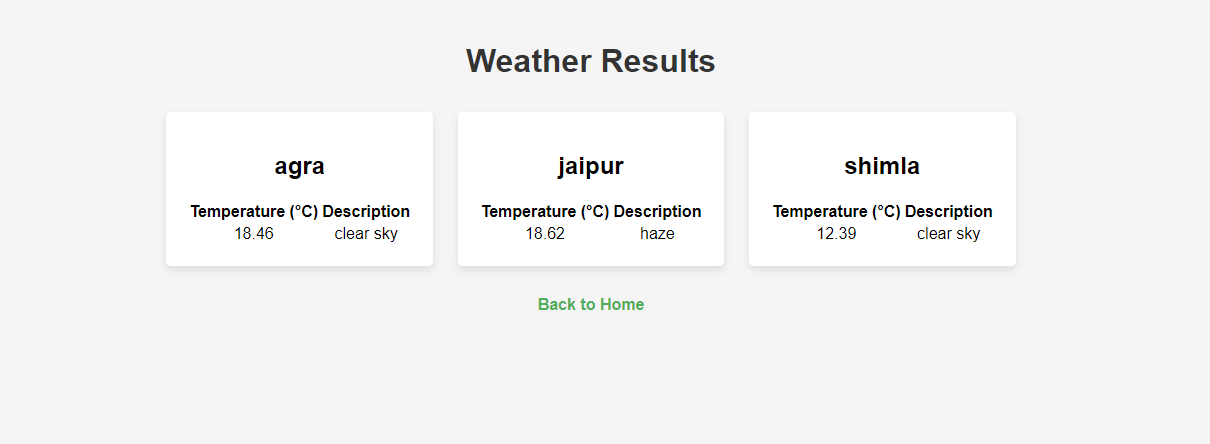 Weather Results
agra
Temperature (°C) Description
18.46 clear sky
jaipur
Temperature (°C) Description
18.62 haze
shimla
Temperature (°C) Description
12.39 clear sky
Back to Home